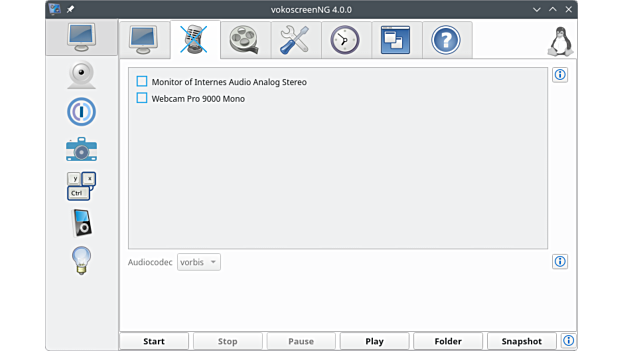 vokoscreenNG 4.0.0
Monitor of Internes Audio Analog Stereo
Webcam Pro 9000 Mono
y x
Ctrl
Audiocodec vorbis
Start Stop Pause Play Folder Snapshot